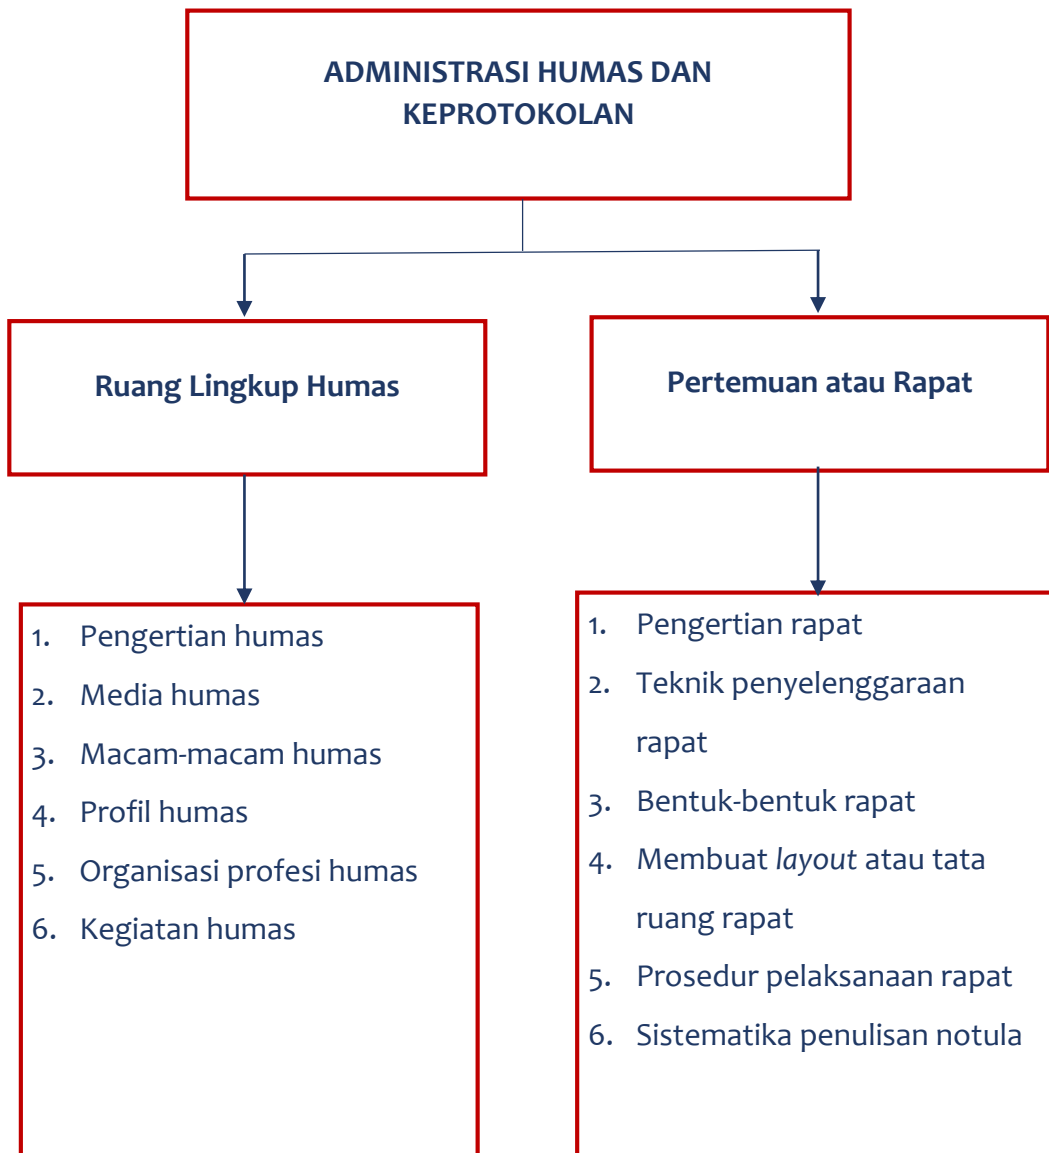 ADMINISTRASI HUMAS DAN
KEPROTOKOLAN
Ruang Lingkup Humas
Pertemuan atau Rapat
1. Pengertian humas
2. Media humas
3. Macam-macam humas
4. Profil humas
5. Organisasi profesi humas
6. Kegiatan humas
1. Pengertian rapat
2. Teknik penyelenggaraan
rapat
3. Bentuk-bentuk rapat
4. Membuat layout atau tata
ruang rapat
5. Prosedur pelaksanaan rapat
6. Sistematika penulisan notula